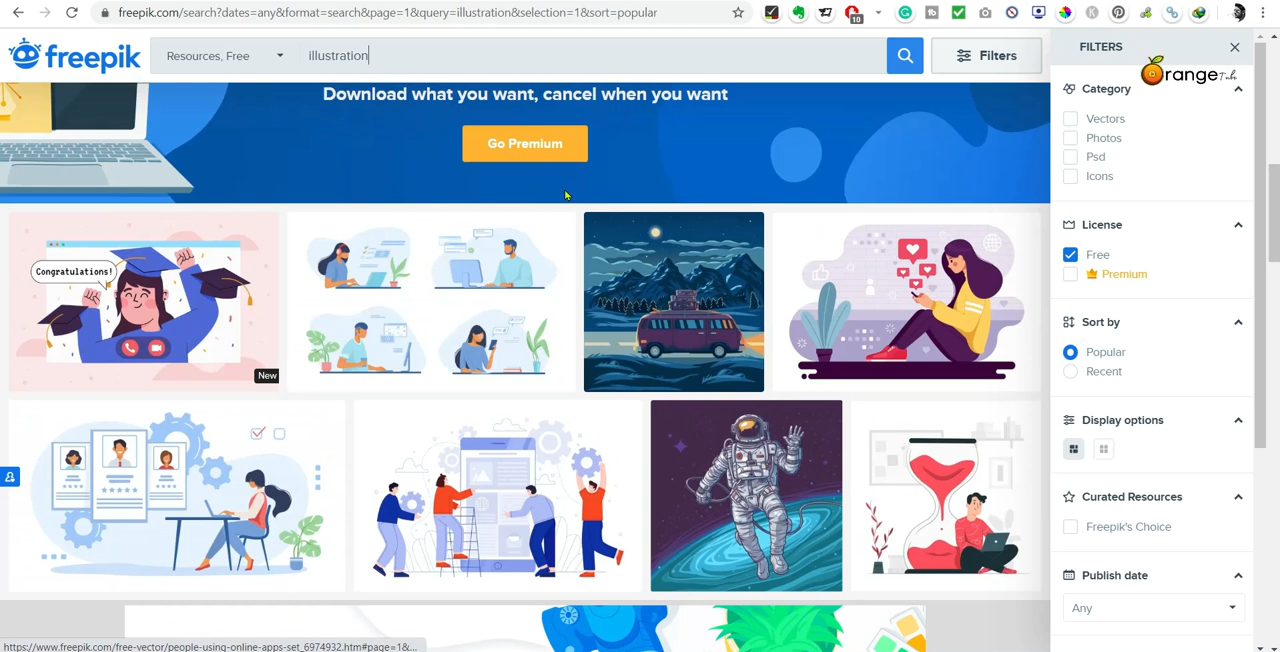 freepik.com/search?dates=any&format=search&page=1&query=illustration&selection=1&sort=popular
10
freepik
Resources, Free
illustration
Filters
FILTERS
Orange Tube
Category
Vectors
Photos
Psd
Icons
License
Free
Premium
Sort by
Popular
Recent
Display options
Curated Resources
Freepik's Choice
Publish date
Any
Download what you want, cancel when you want
Go Premium
Congratulations!
New
https://www.freepik.com/free-vector/people-using-online-apps-set_6974932.htm#page=1&...